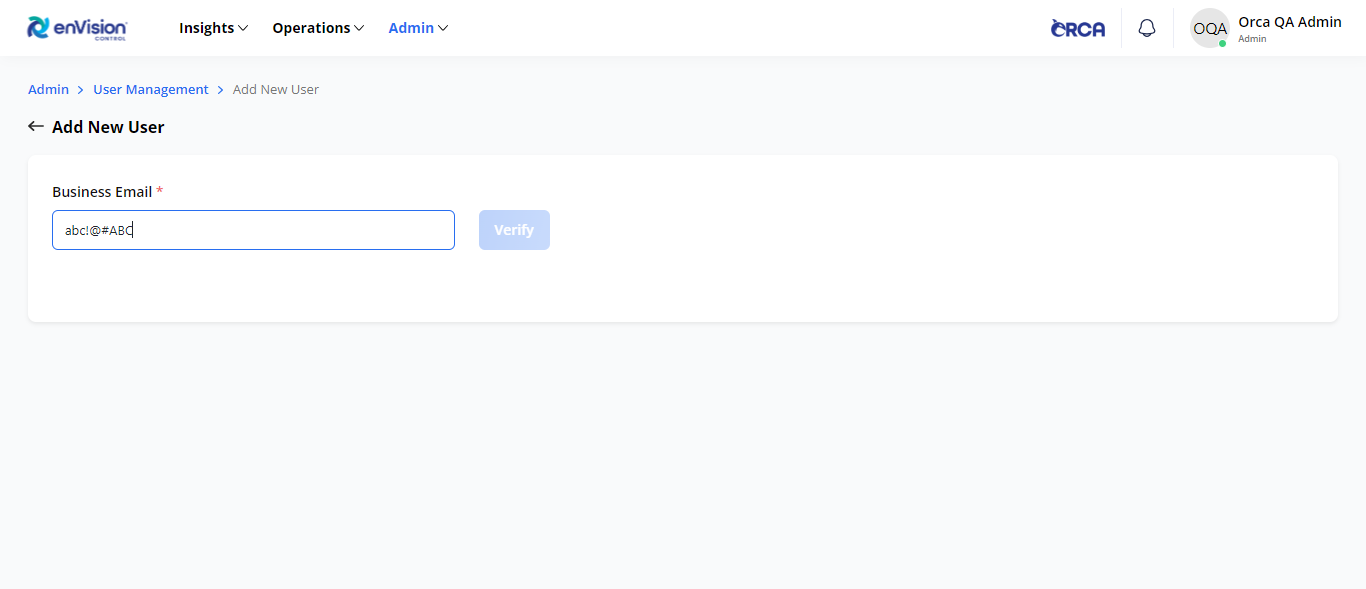 enVision
CONTROL
Insights Operations Admin
ORCA
OQA
Orca QA Admin
Admin
Admin > User Management > Add New User
← Add New User
Business Email *
abc!@#ABC
Verify